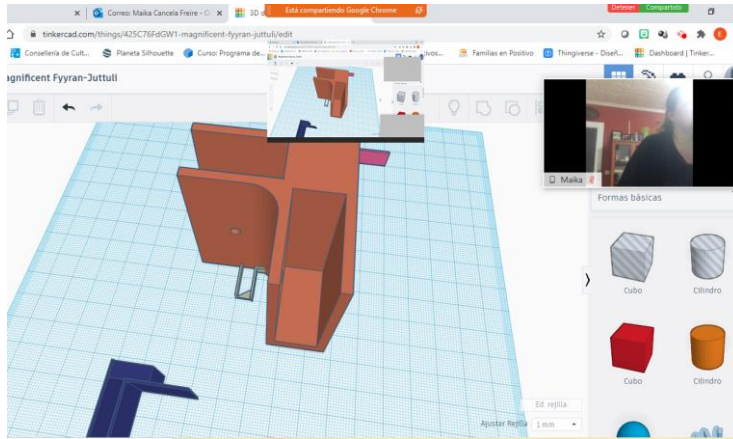 Correo: Maika Cancela Freire - O
3D d
Está compartiendo Google Chrome
Detener Compartido
tinkercad.com/things/425C76FdGW1-magnificent-fyyran-juttuli/edit
Consellería de Cult...
Planeta Silhouette
Curso: Programa de...
ivos...
Familias en Positivo
Thingiverse - Diseñ...
Dashboard | Tinker...
agnificent Fyyran-Juttuli
Maika
Formas básicas
Cubo
Cilindro
Cubo
Cilindro
Ed. rejilla
Ajustar Rejilla
1 mm